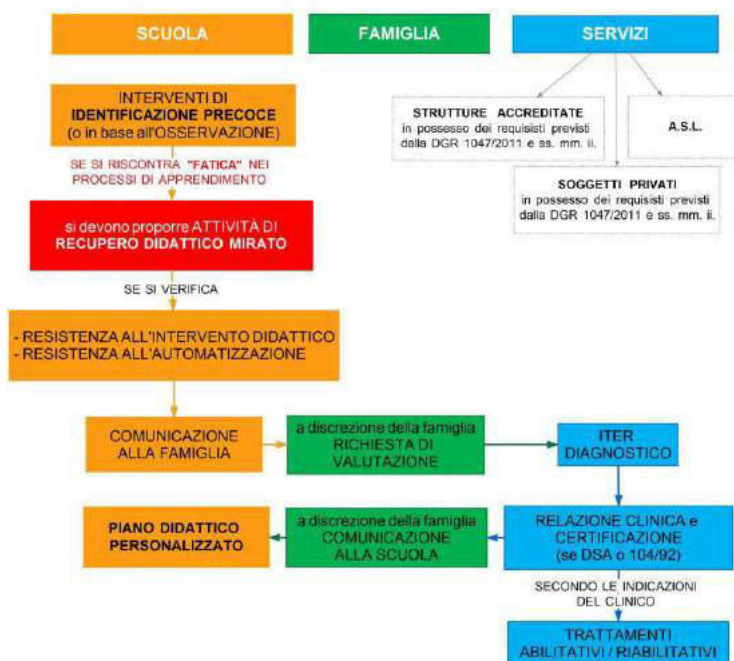 SCUOLA
FAMIGLIA
SERVIZI
INTERVENTI DI
IDENTIFICAZIONE PRECOCE
(o in base all'OSSERVAZIONE)
STRUTTURE ACCREDITATE
in possesso dei requisiti previsti
dalla DGR 1047/2011 e ss. mm. ii.
A.S.L.
SE SI RISCONTRA "FATICA" NEI
PROCESSI DI APPRENDIMENTO
SOGGETTI PRIVATI
in possesso dei requisiti previsti
dalla DGR 1047/2011 e ss. mm. ii.
si devono proporre ATTIVITÀ DI
RECUPERO DIDATTICO MIRATO
SE SI VERIFICA
- RESISTENZA ALL'INTERVENTO DIDATTICO
- RESISTENZA ALL'AUTOMATIZZAZIONE
COMUNICAZIONE
ALLA FAMIGLIA
a discrezione della famiglia
RICHIESTA DI
VALUTAZIONE
ITER
DIAGNOSTICO
PIANO DIDATTICO
PERSONALIZZATO
a discrezione della famiglia
COMUNICAZIONE
ALLA SCUOLA
RELAZIONE CLINICA e
CERTIFICAZIONE
(se DSA o 104/92)
SECONDO LE INDICAZIONI
DEL CLINICO
TRATTAMENTI
ABILITATIVI / RIABILITATIVI